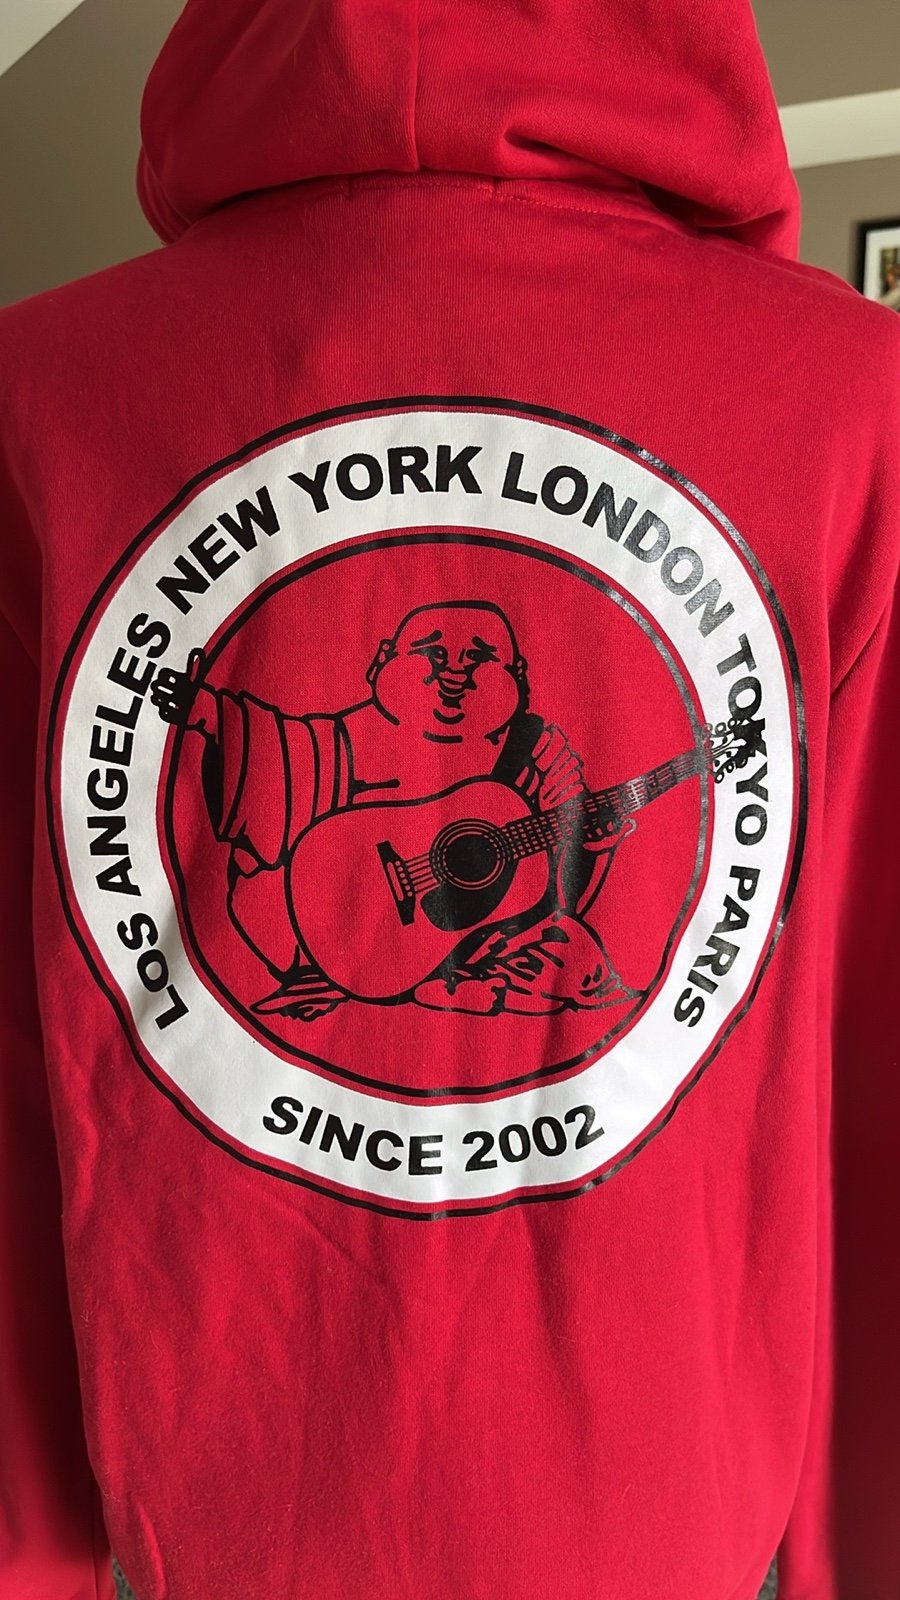 LOS ANGELES NEW YORK LONDON TOKYO PARIS
SINCE 2002